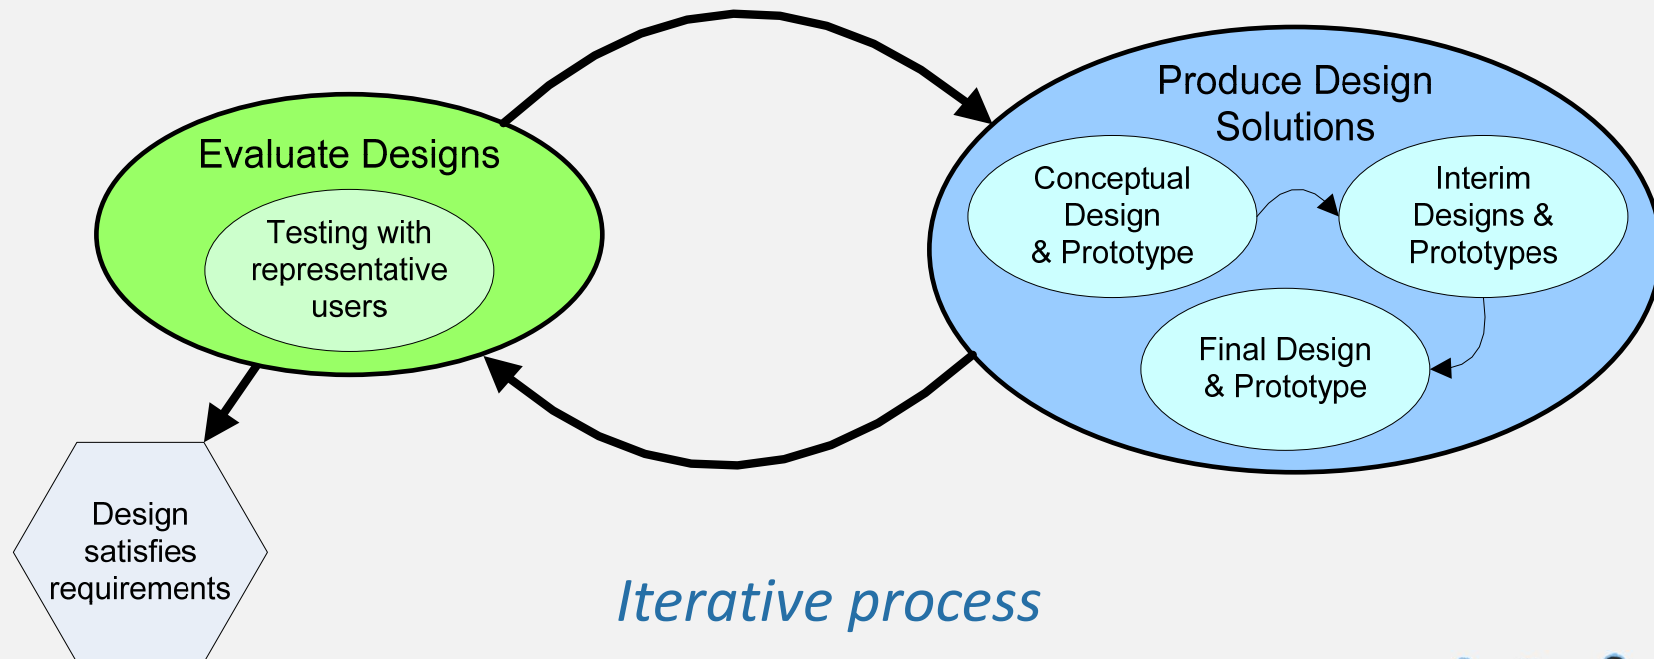 Evaluate Designs
Testing with
representative
users
Produce Design
Solutions
Conceptual
Design
& Prototype
Interim
Designs &
Prototypes
Final Design
& Prototype
Design
satisfies
requirements
Iterative process